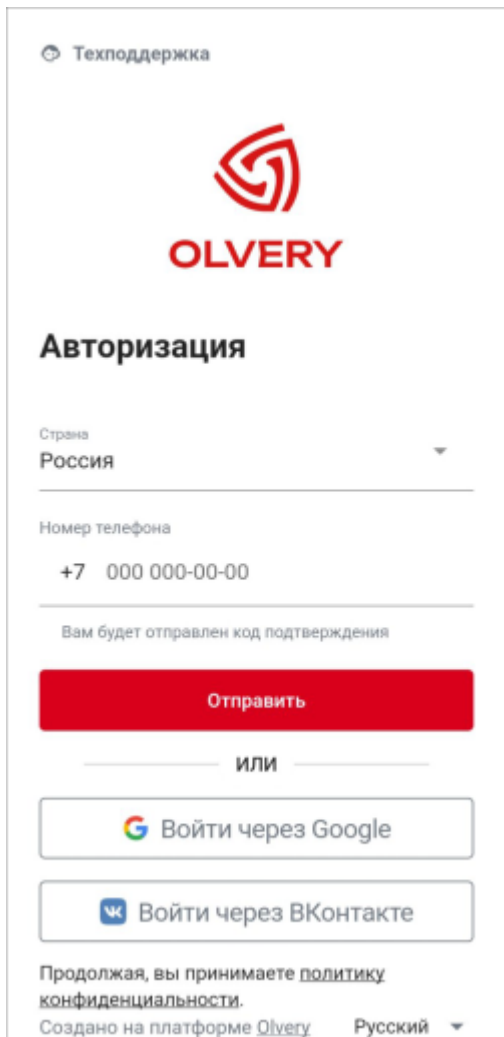 Техподдержка
OLVERY
Авторизация
Страна
Россия
Номер телефона
+7 000 000-00-00
Вам будет отправлен код подтверждения
Отправить
ИЛИ
Войти через Google
Войти через ВКонтакте
Продолжая, вы принимаете политику
конфиденциальности.
Создано на платформе Olvery Русский